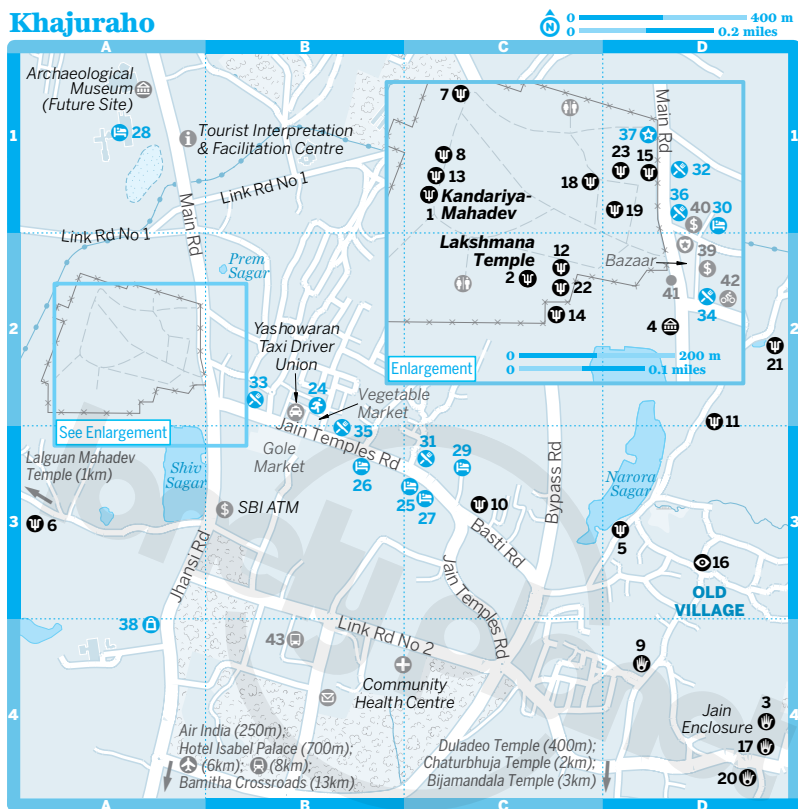 Khajuraho
N
0 400 m
0 0.2 miles
A B C D
1
2
3
4
Archaeological
Museum
(Future Site)
28
Tourist Interpretation
& Facilitation Centre
Link Rd No 1
Link Rd No 1
Main Rd
Prem
Sagar
7
8
13
Kandariya-
1 Mahadev
18
23
15
19
37
Main Rd
32
36
40
30
Lakshmana
Temple
2
12
22
14
Bazaar
39
41
42
34
4
Enlargement
0 200 m
0 0.1 miles
21
11
See Enlargement
Yashowaran
Taxi Driver
Union
33
24
Vegetable
Market
35
Gole
Market
Jain Temples Rd
26
31
29
25
27
10
Basti Rd
Bypass Rd
Narora
Sagar
5
16
OLD
VILLAGE
Lalguan Mahadev
Temple (1km)
6
Shiv
Sagar
SBI ATM
Jhansi Rd
38
Jain Temples Rd
Link Rd No 2
43
Community
Health Centre
9
Jain
Enclosure
3
17
20
Air India (250m);
Hotel Isabel Palace (700m);
(6km); (8km);
Bamitha Crossroads (13km)
Duladeo Temple (400m);
Chaturbhuja Temple (2km);
Bijamandala Temple (3km)
1
2
3
4
A B C D